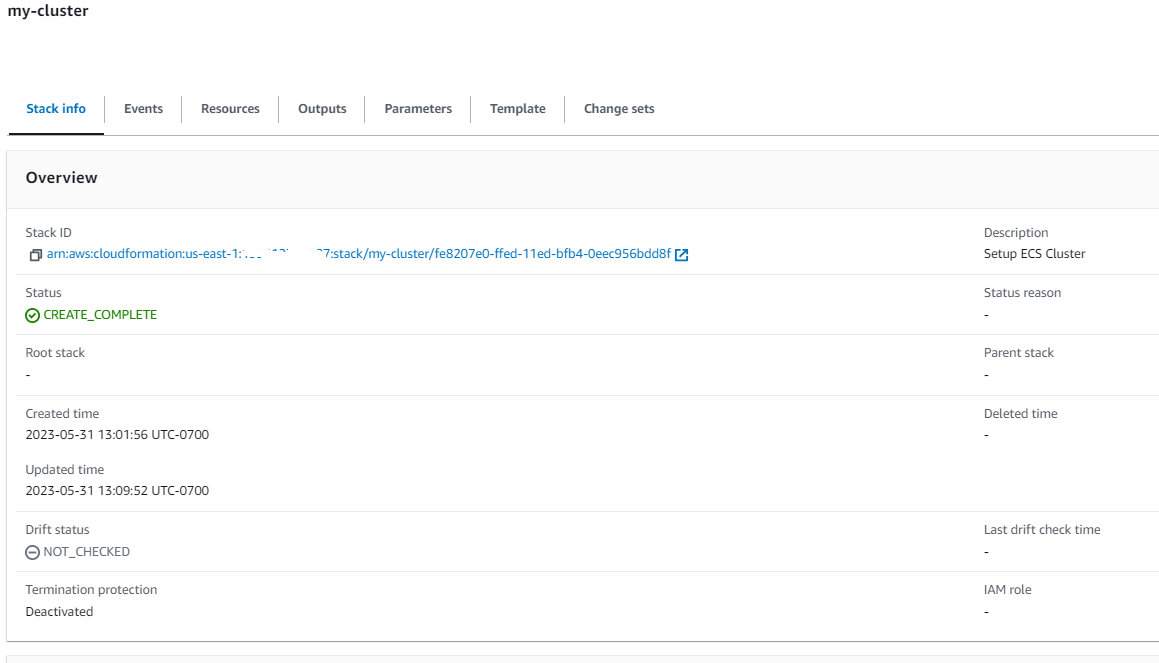 my-cluster
Stack info Events Resources Outputs Parameters Template Change sets
Overview
Stack ID
arn:aws:cloudformation:us-east-1: 7:stack/my-cluster/fe8207e0-ffed-11ed-bfb4-0eec956bdd8f
Description
Setup ECS Cluster
Status
CREATE_COMPLETE
Status reason
-
Root stack
-
Parent stack
-
Created time
2023-05-31 13:01:56 UTC-0700
Deleted time
-
Updated time
2023-05-31 13:09:52 UTC-0700
Drift status
NOT_CHECKED
Last drift check time
-
Termination protection
Deactivated
IAM role
-